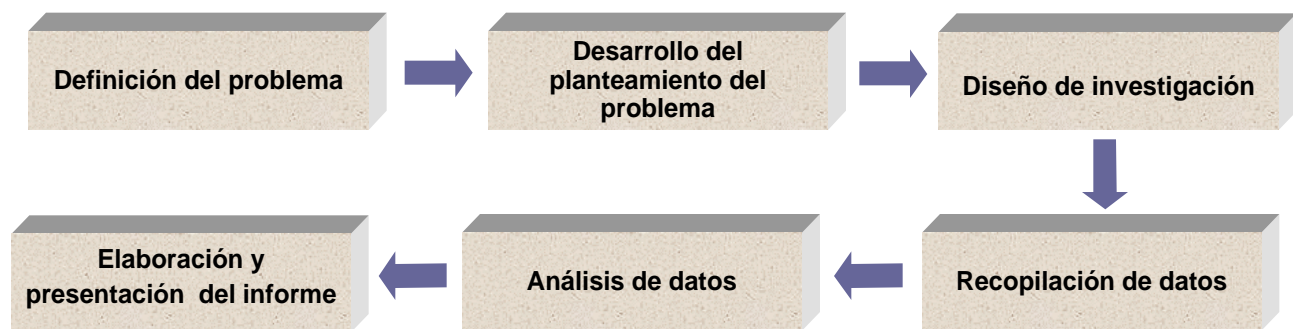 Definición del problema
Desarrollo del
planteamiento del
problema
Diseño de investigación
Elaboración y
presentación del informe
Análisis de datos
Recopilación de datos